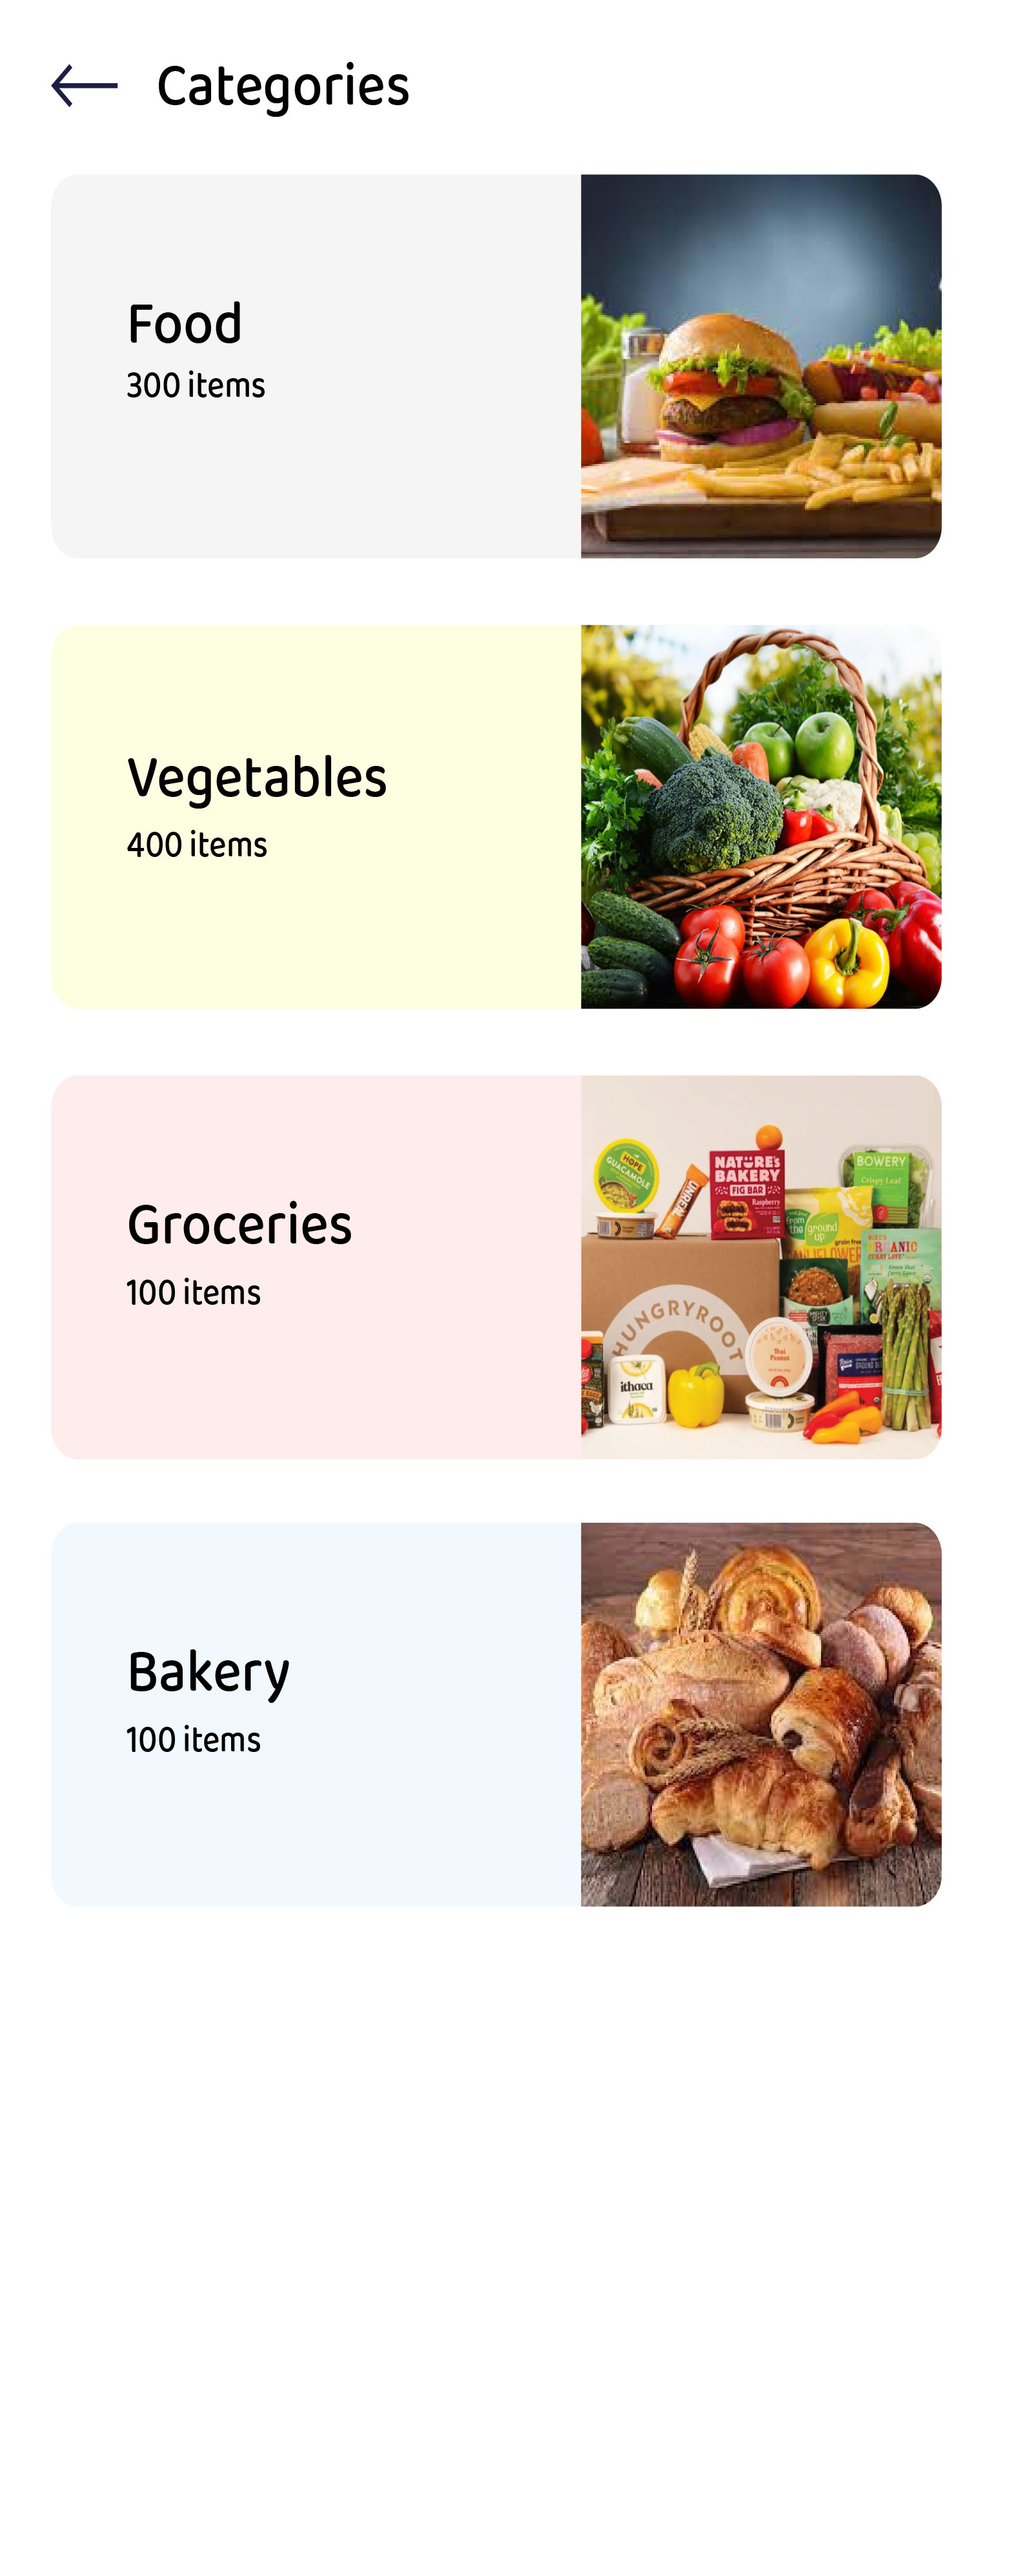 Categories
Food
300 items
Vegetables
400 items
Groceries
100 items
HOPE
GUACAMOLE
NATURE'S
BAKERY
FIG BAR
Raspberry
BOWERY
Crispy Leaf
from
the
ground
up
HUNGRYROOT
Thai
Peanut
ithaca
Bakery
100 items